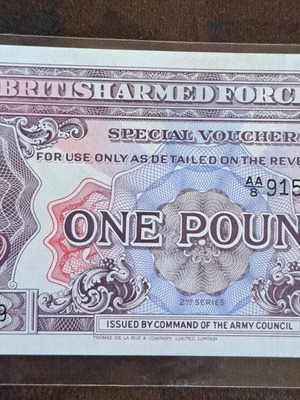 BRITISH ARMED FORC
SPECIAL VOUCHER
FOR USE ONLY AS DETAILED ON THE REVE
AA/8 915
ONE POUN
9
2ND SERIES
ISSUED BY COMMAND OF THE ARMY COUNCIL
THOMAS DE LA RUE & COMPANY, LIMITED, LONDON